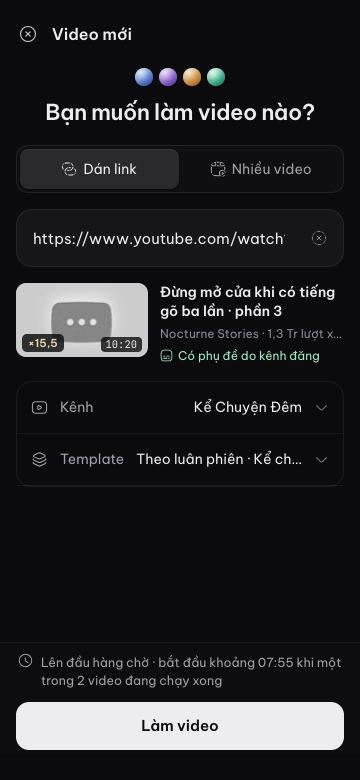 Video mới
Bạn muốn làm video nào?
Dán link
Nhiều video
https://www.youtube.com/watch
Đừng mở cửa khi có tiếng
gõ ba lần · phần 3
Nocturne Stories · 1,3 Tr lượt x...
×15,5
10:20
Có phụ đề do kênh đăng
Kênh
Kể Chuyện Đêm
Template
Theo luân phiên · Kể ch...
Lên đầu hàng chờ · bắt đầu khoảng 07:55 khi một
trong 2 video đang chạy xong
Làm video